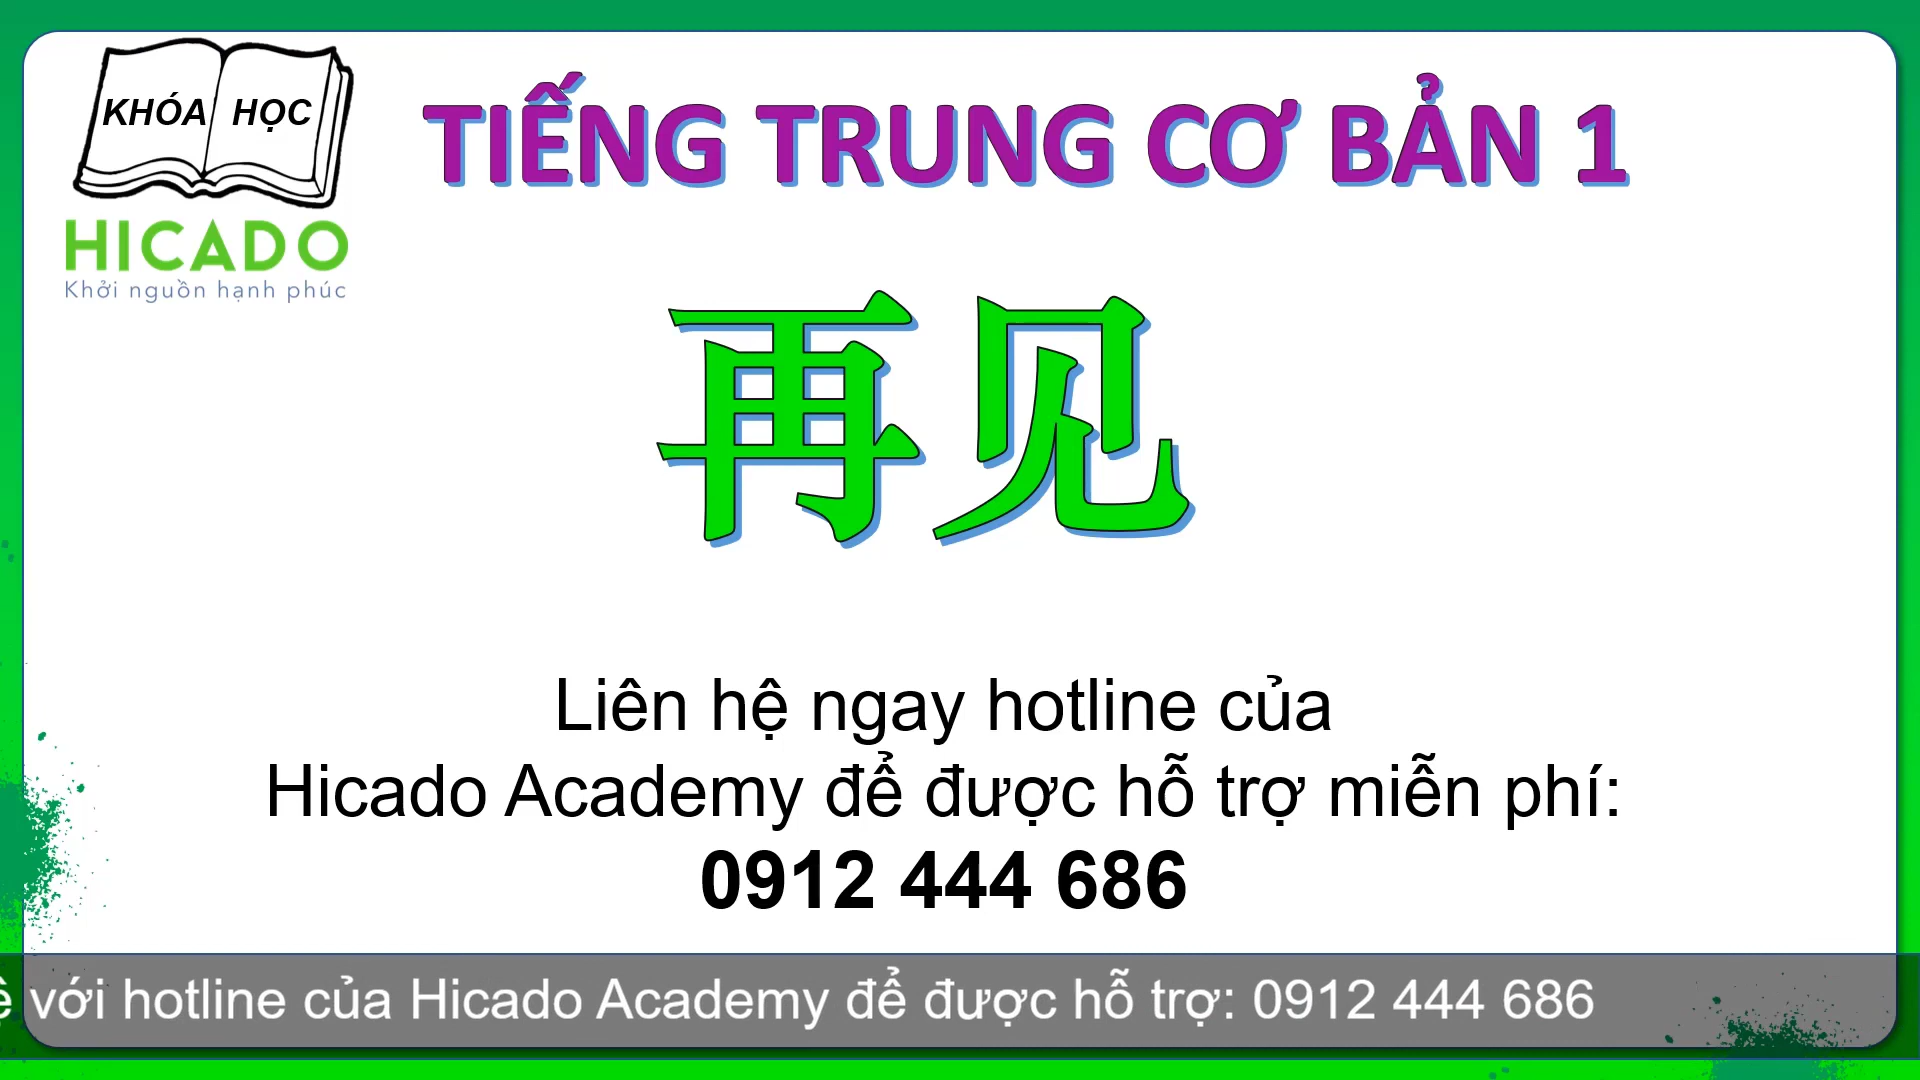 KHÓA HỌC
HICADO
Khởi nguồn hạnh phúc
TIẾNG TRUNG CƠ BẢN 1
再见
Liên hệ ngay hotline của
Hicado Academy để được hỗ trợ miễn phí:
0912 444 686
với hotline của Hicado Academy để được hỗ trợ: 0912 444 686